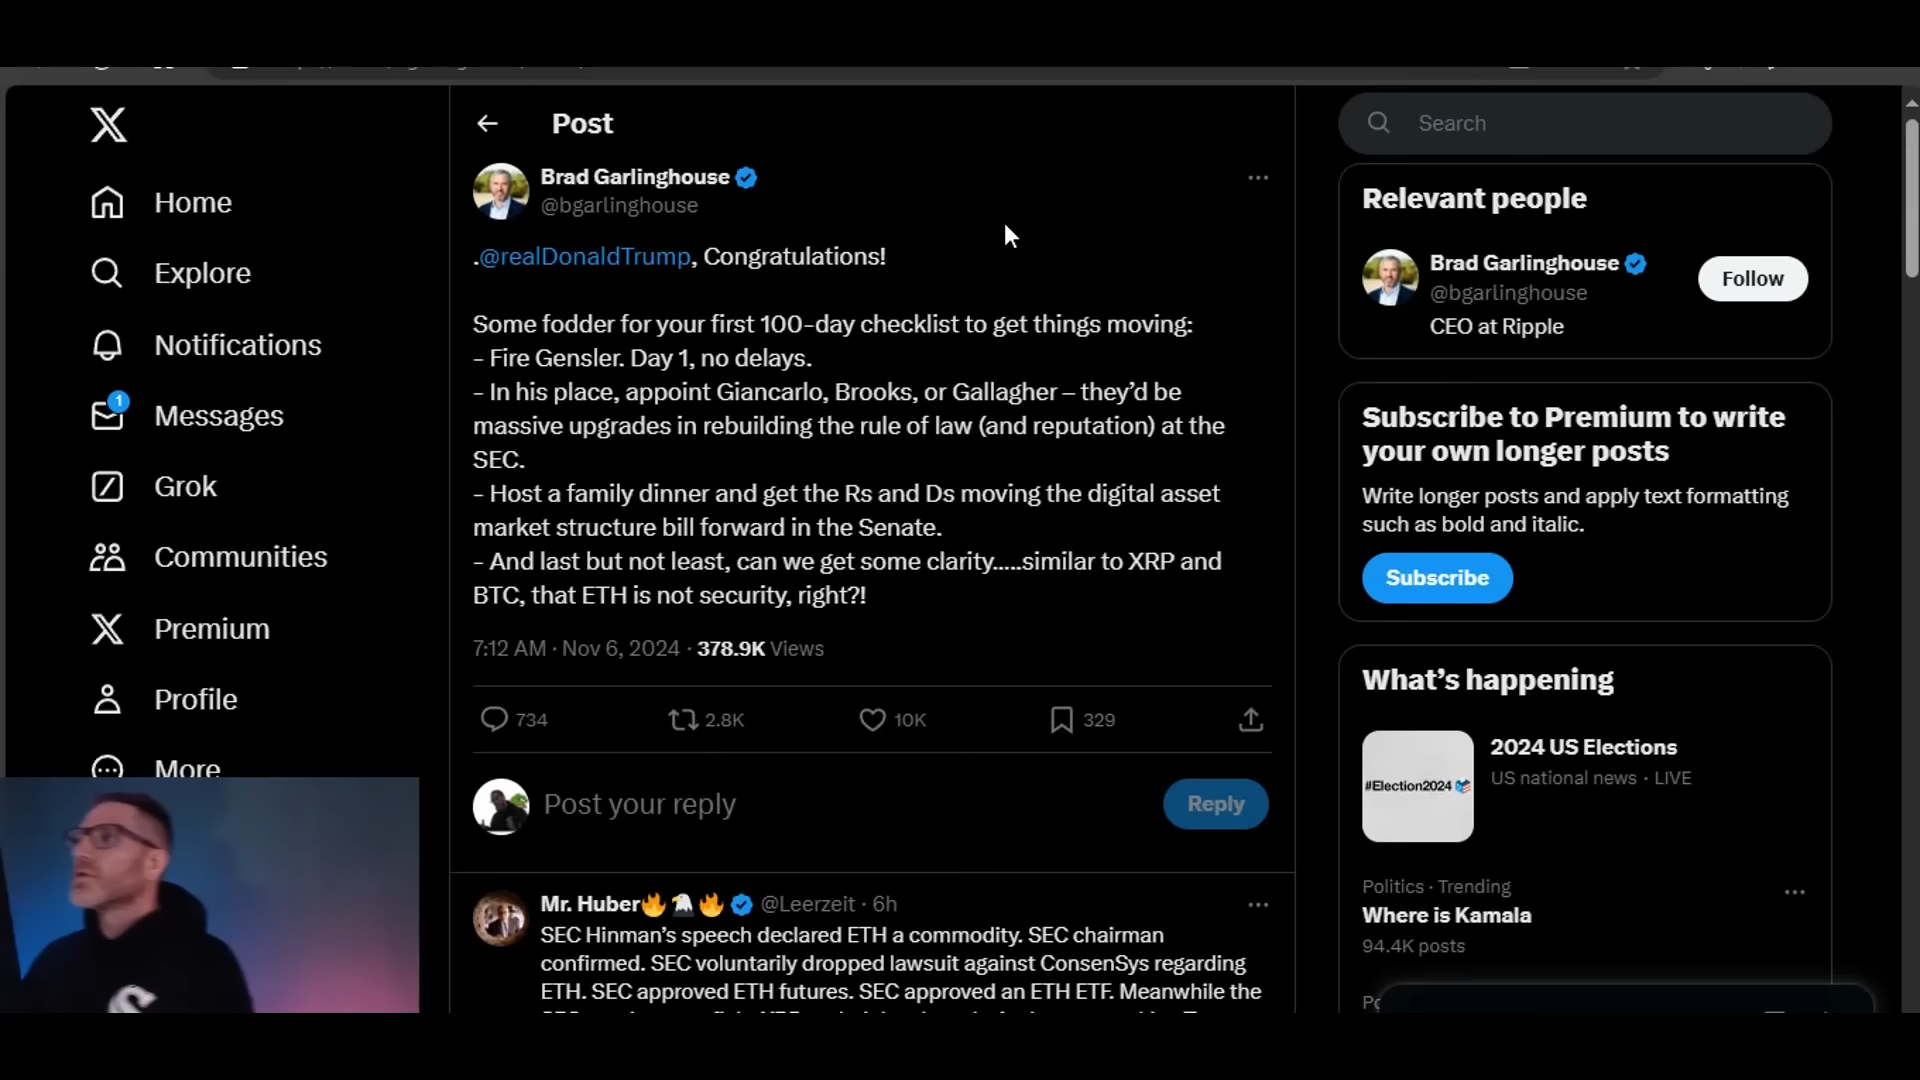 Home
Explore
Notifications
1
Messages
Grok
Communities
Premium
Profile
More
Post
Brad Garlinghouse
@bgarlinghouse
.@realDonaldTrump, Congratulations!
Some fodder for your first 100-day checklist to get things moving:
- Fire Gensler. Day 1, no delays.
- In his place, appoint Giancarlo, Brooks, or Gallagher – they’d be
massive upgrades in rebuilding the rule of law (and reputation) at the
SEC.
- Host a family dinner and get the Rs and Ds moving the digital asset
market structure bill forward in the Senate.
- And last but not least, can we get some clarity.....similar to XRP and
BTC, that ETH is not security, right?!
7:12 AM · Nov 6, 2024 · 378.9K Views
734 2.8K 10K 329
Post your reply
Reply
Mr. Huber🔥🦅🔥 @Leerzeit · 6h
SEC Hinman’s speech declared ETH a commodity. SEC chairman
confirmed. SEC voluntarily dropped lawsuit against ConsenSys regarding
ETH. SEC approved ETH futures. SEC approved an ETH ETF. Meanwhile the
Search
Relevant people
Brad Garlinghouse
@bgarlinghouse
Follow
CEO at Ripple
Subscribe to Premium to write
your own longer posts
Write longer posts and apply text formatting
such as bold and italic.
Subscribe
What’s happening
#Election2024
2024 US Elections
US national news · LIVE
Politics · Trending
Where is Kamala
94.4K posts